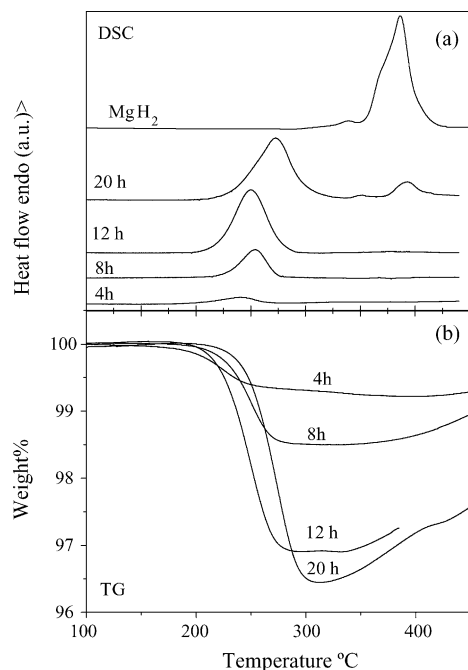 DSC
(a)
MgH2
20 h
12 h
8h
4h
Heat flow endo (a.u.)>
(b)
100
99
98
97
96
4h
8h
12 h
20 h
TG
Weight%
100
200
300
400
Temperature ºC